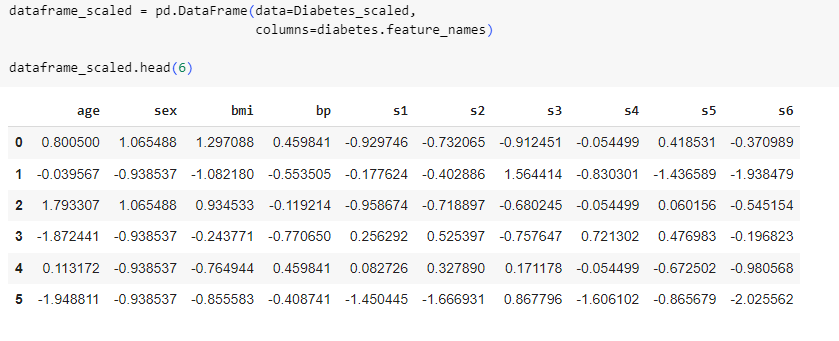 dataframe_scaled = pd.DataFrame(data=Diabetes_scaled,
columns=diabetes.feature_names)
dataframe_scaled.head(6)
age sex bmi bp s1 s2 s3 s4 s5 s6
0 0.800500 1.065488 1.297088 0.459841 -0.929746 -0.732065 -0.912451 -0.054499 0.418531 -0.370989
1 -0.039567 -0.938537 -1.082180 -0.553505 -0.177624 -0.402886 1.564414 -0.830301 -1.436589 -1.938479
2 1.793307 1.065488 0.934533 -0.119214 -0.958674 -0.718897 -0.680245 -0.054499 0.060156 -0.545154
3 -1.872441 -0.938537 -0.243771 -0.770650 0.256292 0.525397 -0.757647 0.721302 0.476983 -0.196823
4 0.113172 -0.938537 -0.764944 0.459841 0.082726 0.327890 0.171178 -0.054499 -0.672502 -0.980568
5 -1.948811 -0.938537 -0.855583 -0.408741 -1.450445 -1.666931 0.867796 -1.606102 -0.865679 -2.025562